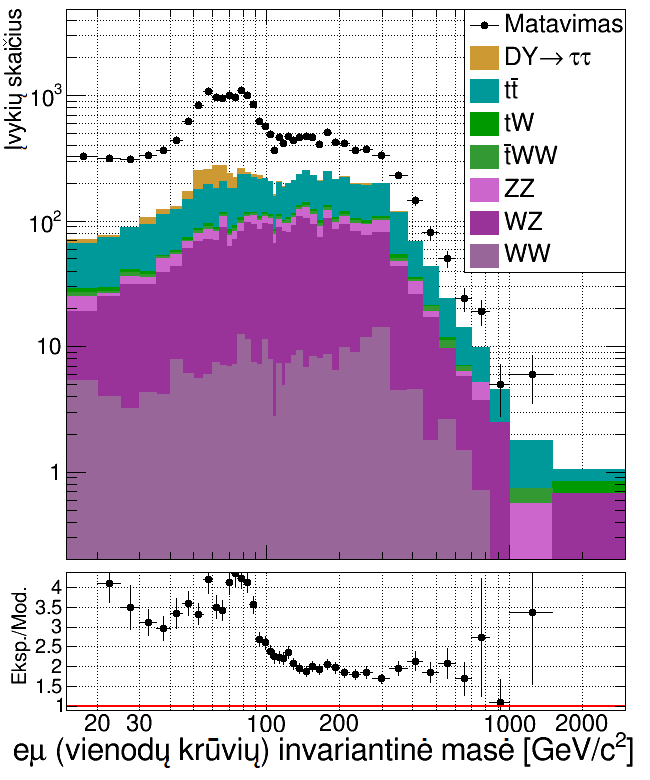 Įvykių skaičius
10³
10²
10
1
Matavimas
DY→ ττ
tt̄
tW
t̄WW
ZZ
WZ
WW
Eksp./Mod.
4
3.5
3
2.5
2
1.5
1
20 30 100 200 1000 2000
eμ (vienodų krūvių) invariantinė masė [GeV/c²]